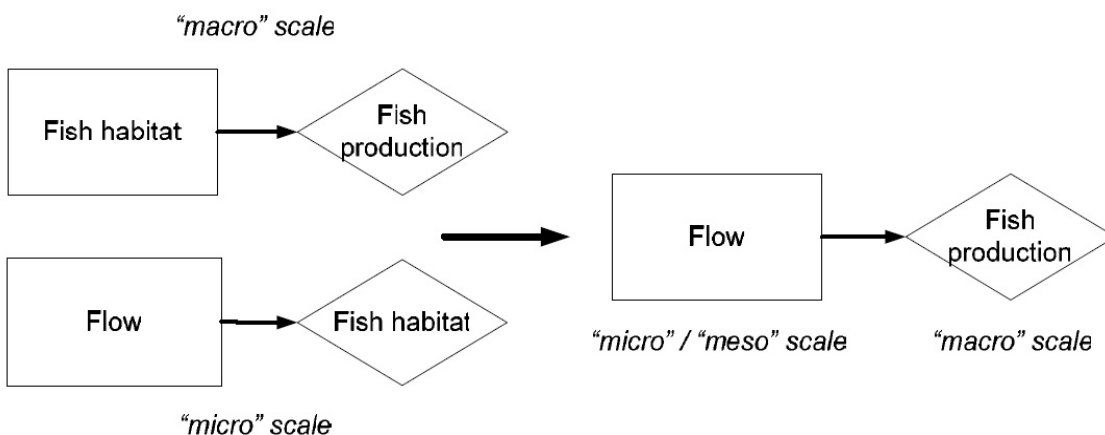 “macro” scale
Fish habitat
Fish
production
Flow
Fish habitat
“micro” scale
Flow
Fish
production
“micro” / “meso” scale
“macro” scale